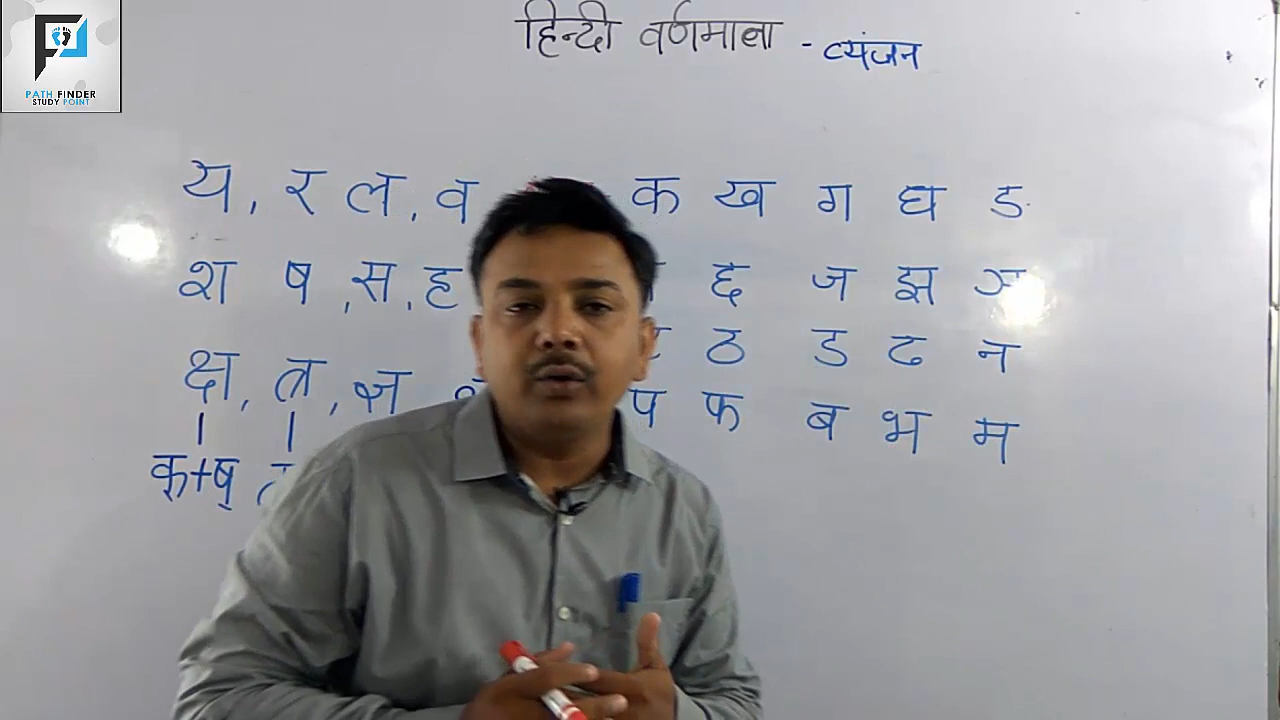 PATH FINDER
STUDY POINT
हिन्दी वर्णमाला - व्यंजन
य, र ल, व क ख ग घ ड.
श ष, स, ह छ ज झ ञ
ठ ड ढ न
क्ष, त्र, ज्ञ प फ ब भ म
क्+ष्